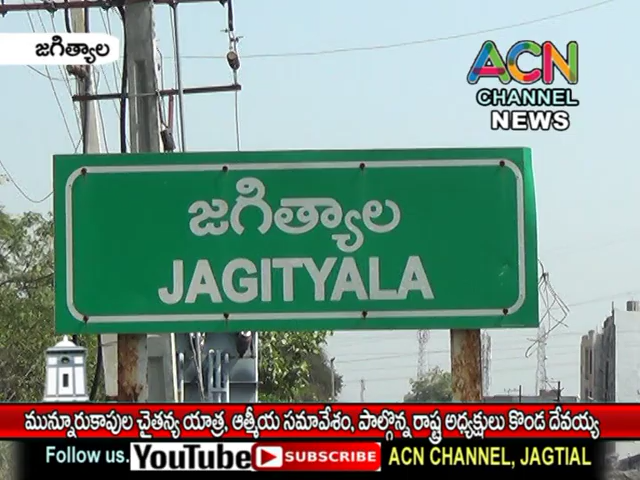 జగిత్యాల
ACN
CHANNEL
NEWS
జగిత్యాల
JAGITYALA
మున్నూరుకాపుల చైతన్య యాత్ర, ఆత్మీయ సమావేశం, పాల్గొన్న రాష్ట్ర అధ్యక్షులు కొండ దేవయ్య
Follow us. YouTube SUBSCRIBE ACN CHANNEL, JAGTIAL